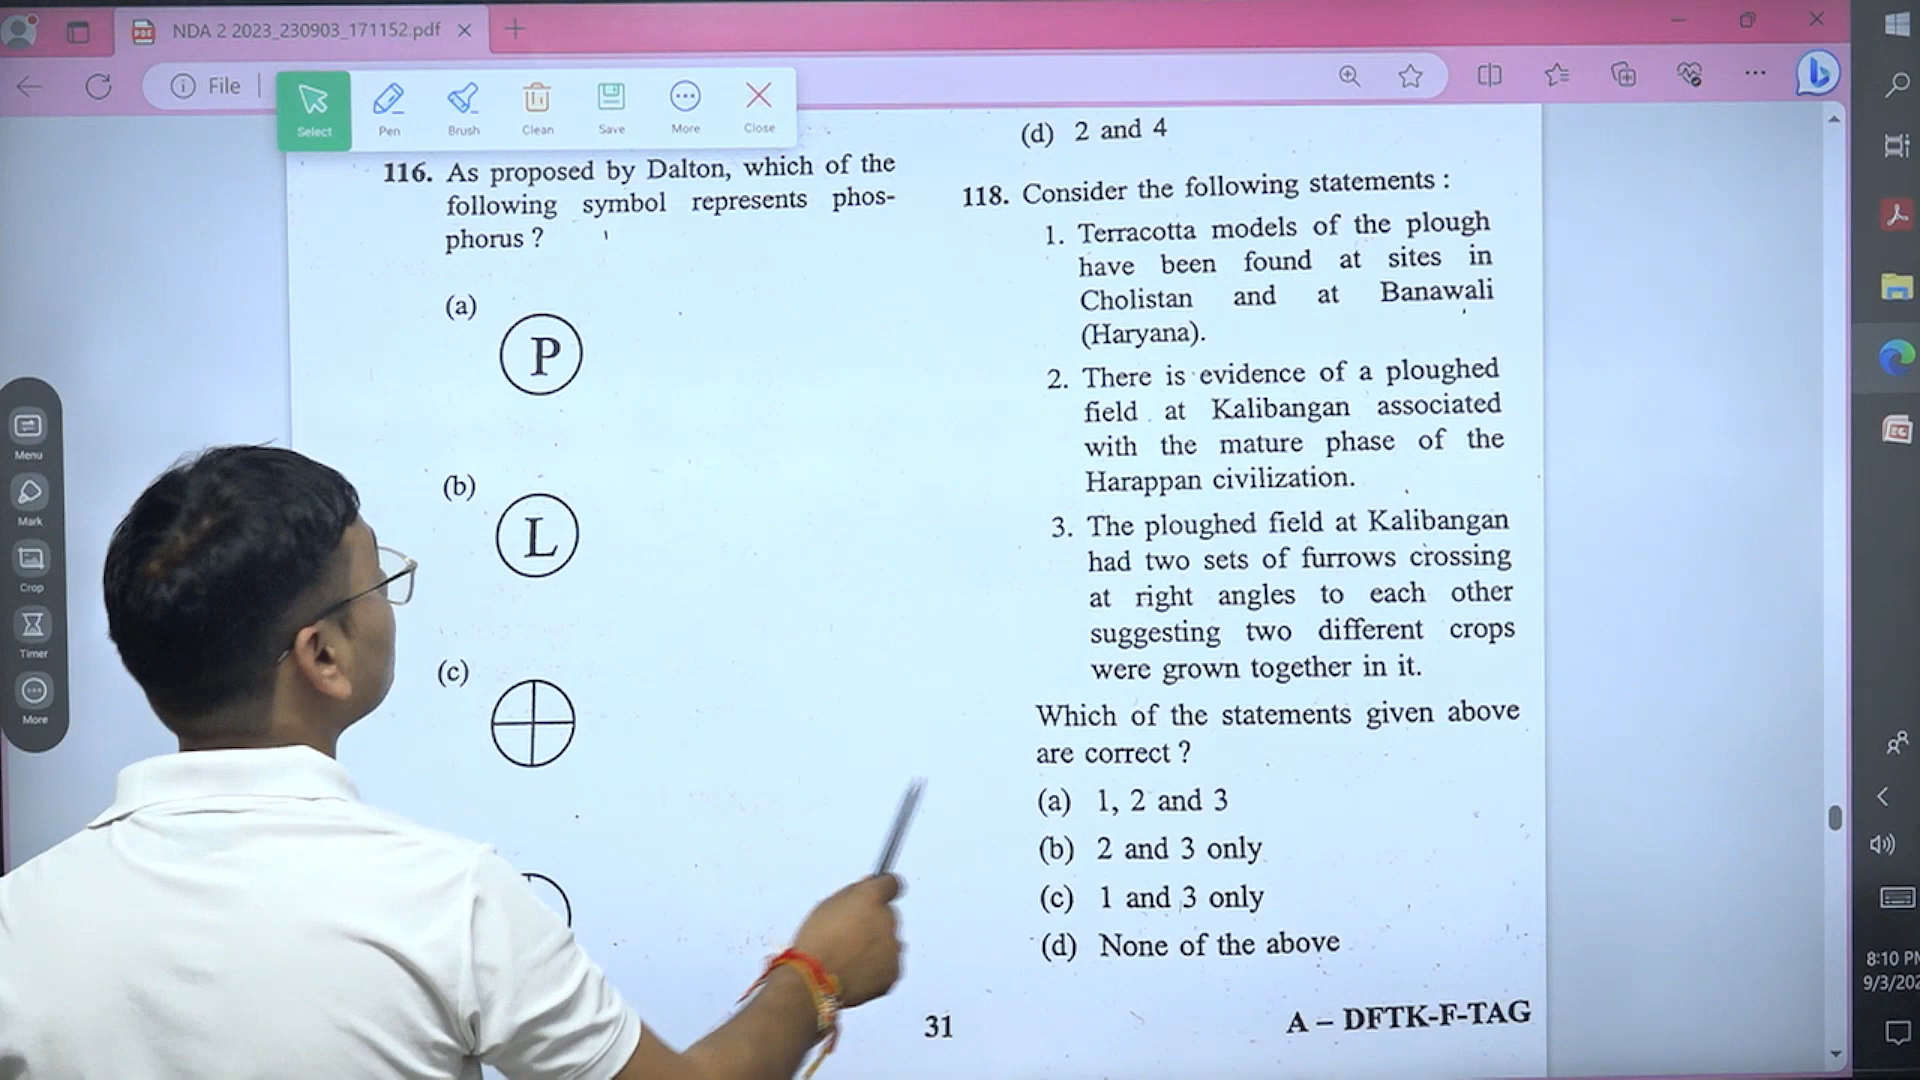 NDA 2 2023_230903_171152.pdf
File
Select
Pen
Brush
Clean
Save
More
Close
116. As proposed by Dalton, which of the
following symbol represents phos-
phorus ?
(a)
P
(b)
L
(c)
(d) 2 and 4
118. Consider the following statements :
1. Terracotta models of the plough
have been found at sites in
Cholistan and at Banawali
(Haryana).
2. There is evidence of a ploughed
field at Kalibangan associated
with the mature phase of the
Harappan civilization.
3. The ploughed field at Kalibangan
had two sets of furrows crossing
at right angles to each other
suggesting two different crops
were grown together in it.
Which of the statements given above
are correct ?
(a) 1, 2 and 3
(b) 2 and 3 only
(c) 1 and 3 only
(d) None of the above
31
A – DFTK-F-TAG
Menu
Mark
Crop
Timer
More
8:10 PM
9/3/202